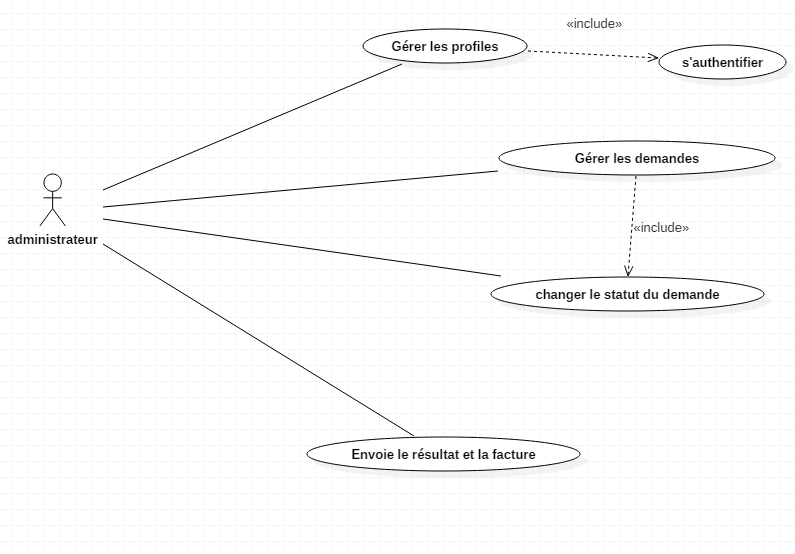 «include»
Gérer les profiles
s'authentifier
Gérer les demandes
«include»
administrateur
changer le statut du demande
Envoie le résultat et la facture